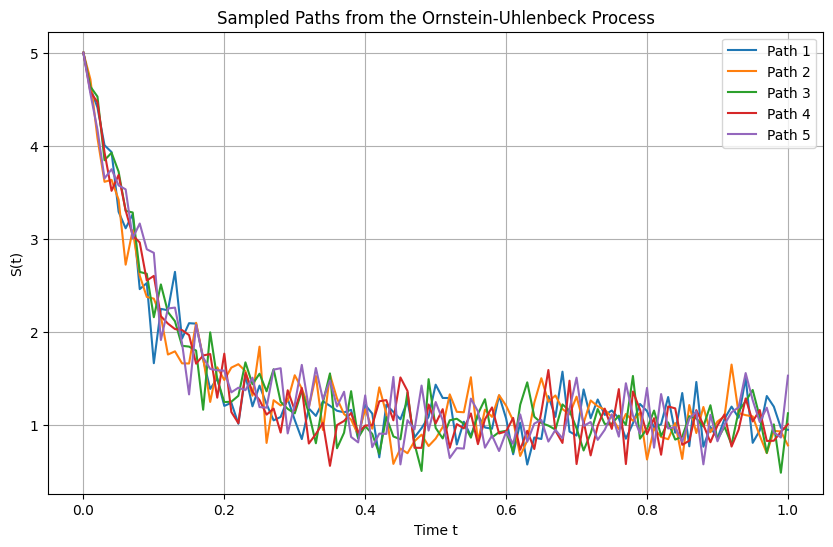 Sampled Paths from the Ornstein-Uhlenbeck Process
Path 1
Path 2
Path 3
Path 4
Path 5
S(t)
5
4
3
2
1
0.0 0.2 0.4 0.6 0.8 1.0
Time t